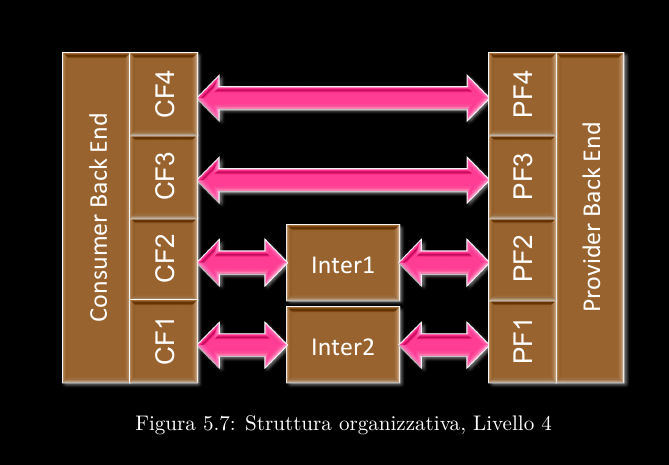 Consumer Back End
CF4
CF3
CF2
CF1
Inter1
Inter2
PF4
PF3
PF2
PF1
Provider Back End
Figura 5.7: Struttura organizzativa, Livello 4